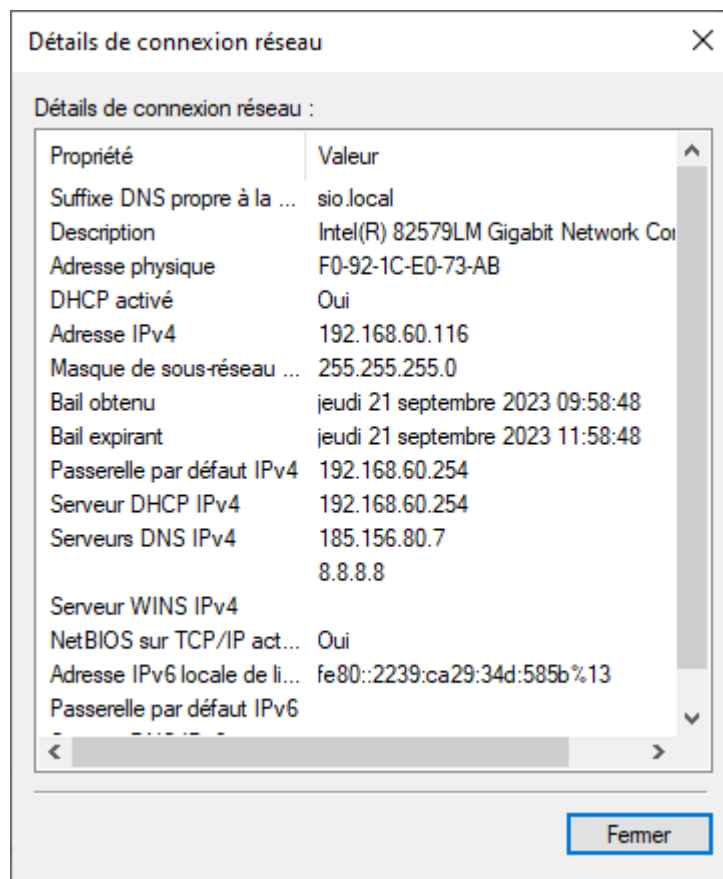 Détails de connexion réseau
Détails de connexion réseau :
Propriété Valeur
Suffixe DNS propre à la ... sio.local
Description Intel(R) 82579LM Gigabit Network Cor
Adresse physique F0-92-1C-E0-73-AB
DHCP activé Oui
Adresse IPv4 192.168.60.116
Masque de sous-réseau ... 255.255.255.0
Bail obtenu jeudi 21 septembre 2023 09:58:48
Bail expirant jeudi 21 septembre 2023 11:58:48
Passerelle par défaut IPv4 192.168.60.254
Serveur DHCP IPv4 192.168.60.254
Serveurs DNS IPv4 185.156.80.7
8.8.8.8
Serveur WINS IPv4
NetBIOS sur TCP/IP act... Oui
Adresse IPv6 locale de li... fe80::2239:ca29:34d:585b%13
Passerelle par défaut IPv6
Fermer